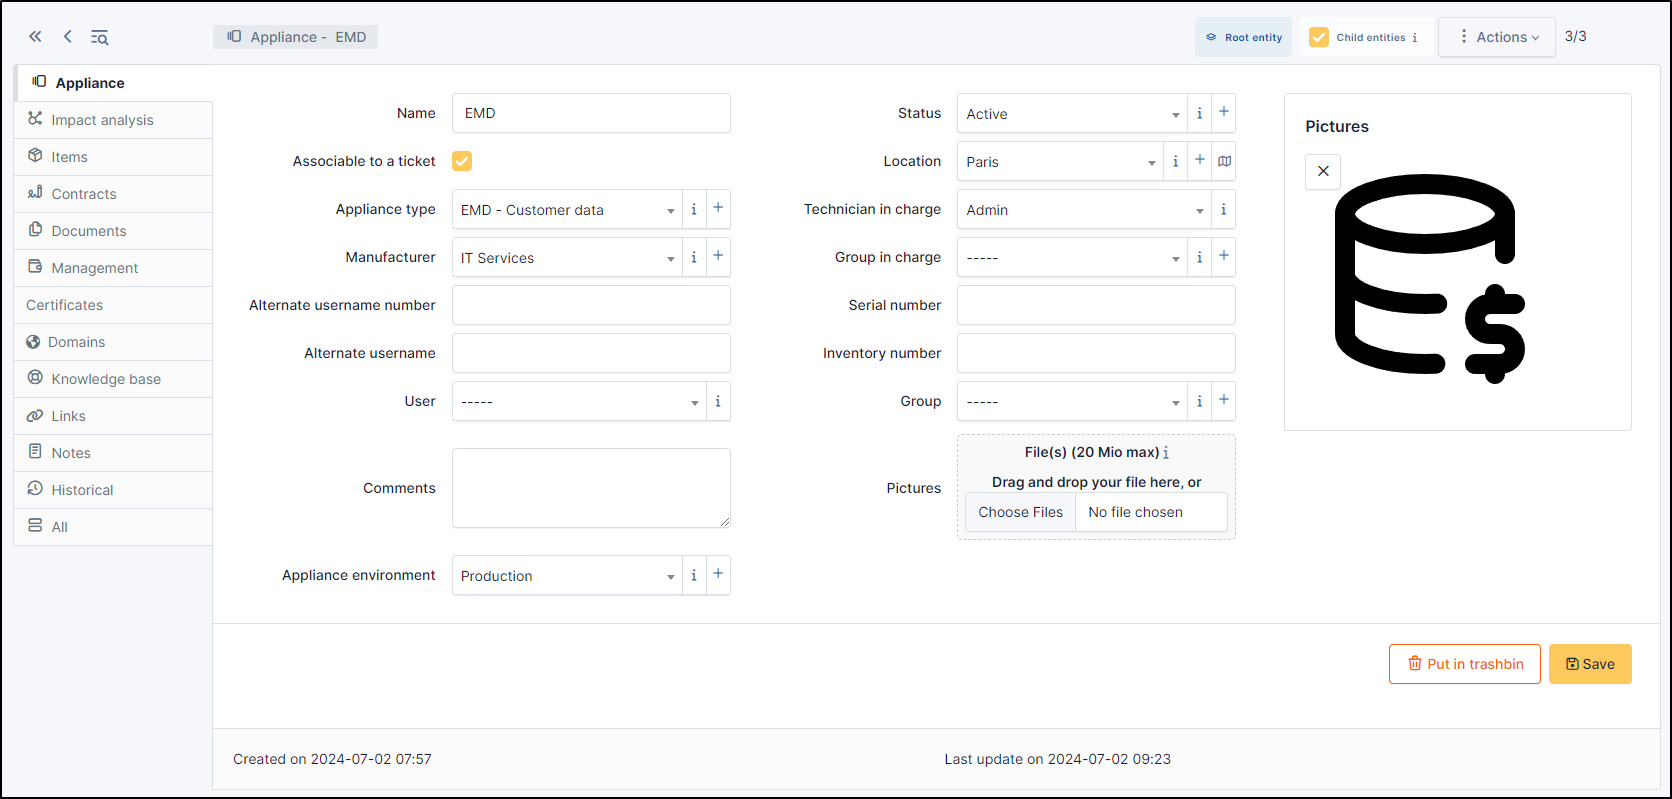 Appliance - EMD
Root entity
Child entities i
Actions
3/3
Appliance
Impact analysis
Items
Contracts
Documents
Management
Certificates
Domains
Knowledge base
Links
Notes
Historical
All
Name
EMD
Associable to a ticket
Appliance type
EMD - Customer data
i +
Manufacturer
IT Services
i +
Alternate username number
Alternate username
User
-----
i
Comments
Appliance environment
Production
i +
Status
Active
i +
Location
Paris
i +
Technician in charge
Admin
i
Group in charge
-----
i +
Serial number
Inventory number
Group
-----
i +
Pictures
File(s) (20 Mio max) i
Drag and drop your file here, or
Choose Files No file chosen
Pictures
$
Put in trashbin
Save
Created on 2024-07-02 07:57
Last update on 2024-07-02 09:23